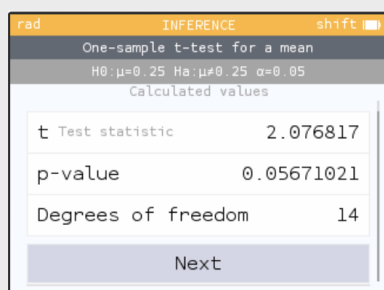 rad INFERENCE shift
One-sample t-test for a mean
H0:μ=0.25 Ha:μ≠0.25 α=0.05
Calculated values
t Test statistic 2.076817
p-value 0.05671021
Degrees of freedom 14
Next